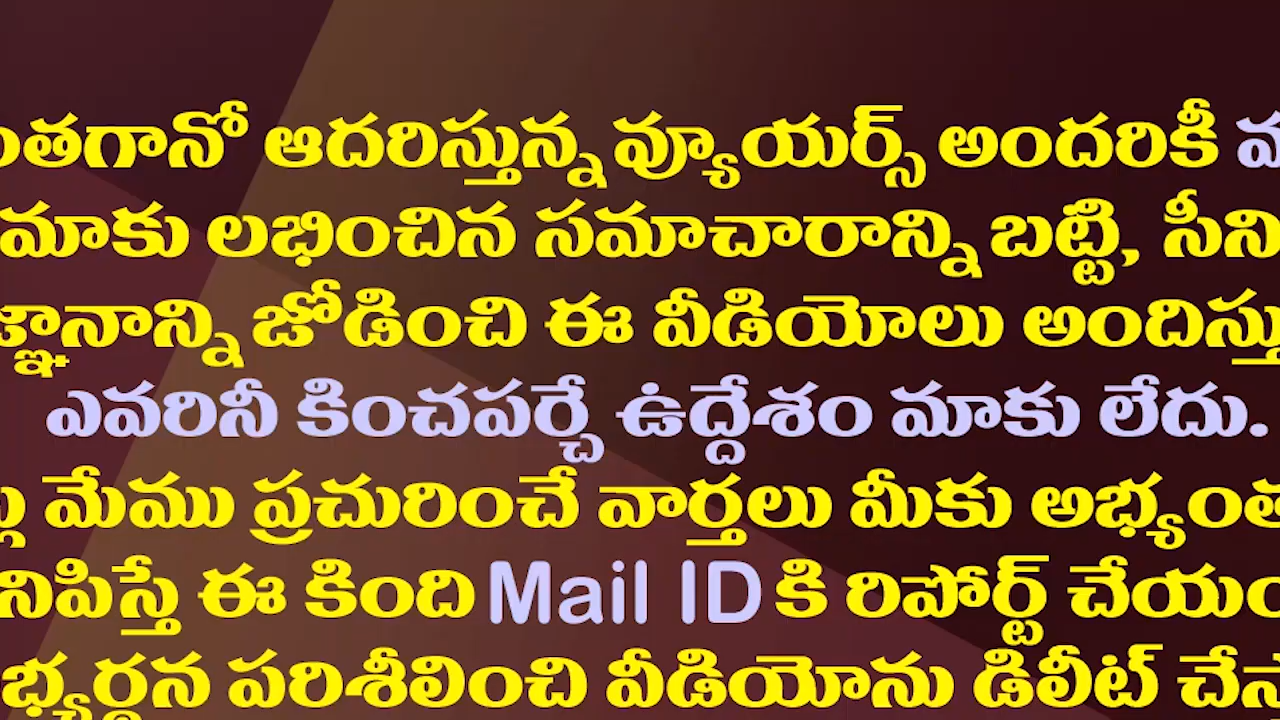 ంతగానో ఆదరిస్తున్న వ్యూయర్స్ అందరికీ
మాకు లభించిన సమాచారాన్ని బట్టి, సీని
జ్ఞానాన్ని జోడించి ఈ వీడియోలు అందిస్తు
ఎవరినీ కించపర్చే ఉద్దేశం మాకు లేదు.
మేము ప్రచురించే వార్తలు మీకు అభ్యంత
నిపిస్తే ఈ కింది Mail ID కి రిపోర్ట్ చేయం
భ్యర్థన పరిశీలించి వీడియోను డిలీట్ చేస